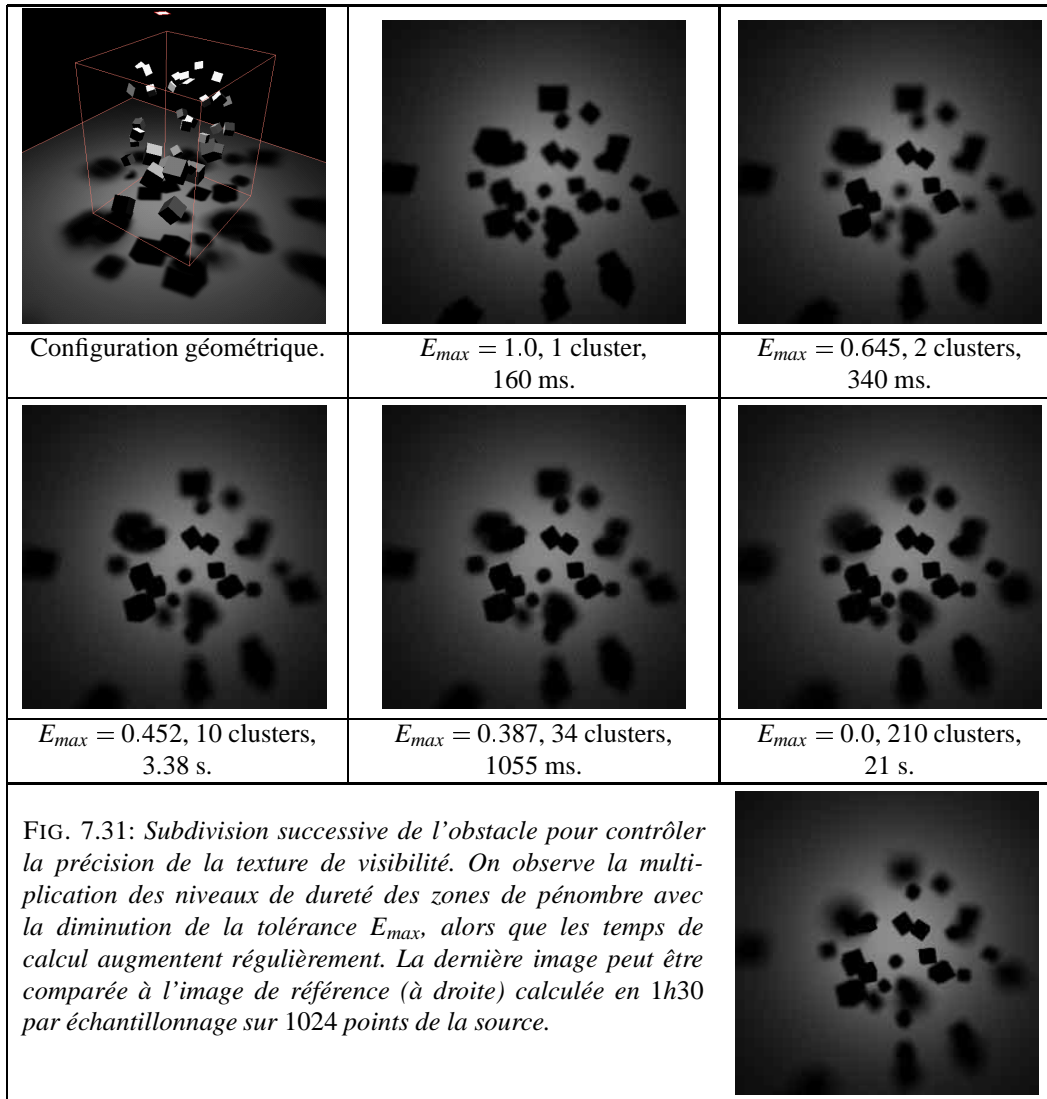 Configuration géométrique.
E_max = 1.0, 1 cluster,
160 ms.
E_max = 0.645, 2 clusters,
340 ms.
E_max = 0.452, 10 clusters,
3.38 s.
E_max = 0.387, 34 clusters,
1055 ms.
E_max = 0.0, 210 clusters,
21 s.
FIG. 7.31: Subdivision successive de l'obstacle pour contrôler
la précision de la texture de visibilité. On observe la multi-
plication des niveaux de dureté des zones de pénombre avec
la diminution de la tolérance E_max, alors que les temps de
calcul augmentent régulièrement. La dernière image peut être
comparée à l'image de référence (à droite) calculée en 1h30
par échantillonnage sur 1024 points de la source.